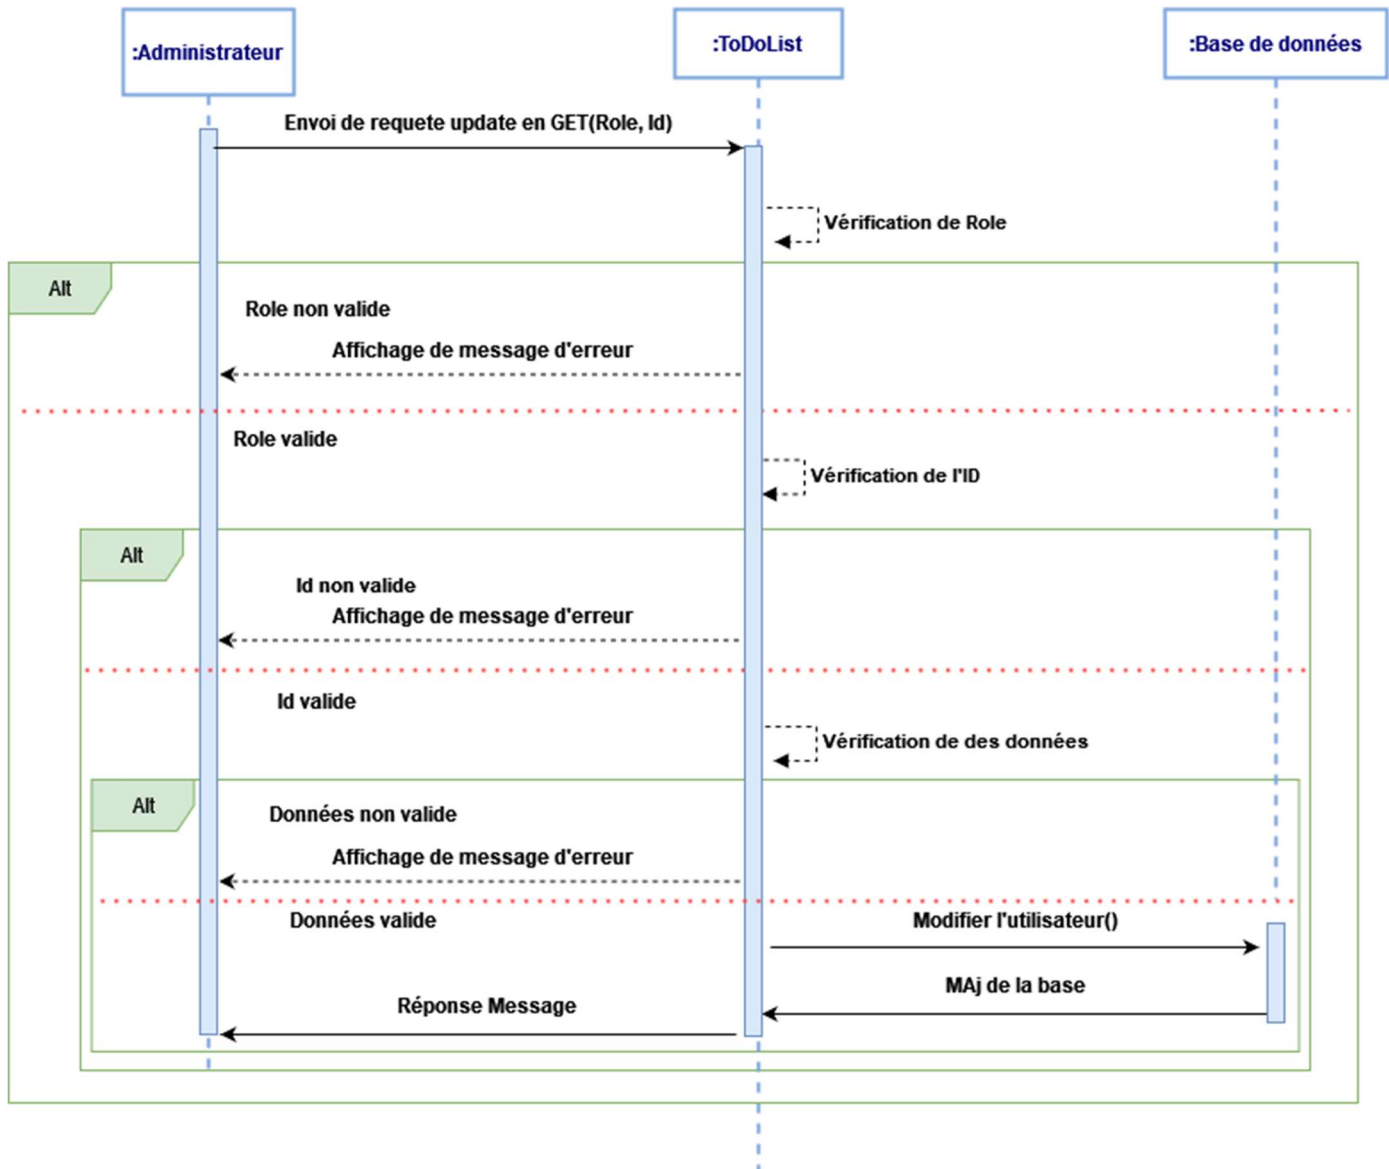 :Administrateur
:ToDoList
:Base de données
Envoi de requete update en GET(Role, Id)
Vérification de Role
Alt
Role non valide
Affichage de message d'erreur
Role valide
Vérification de l'ID
Alt
Id non valide
Affichage de message d'erreur
Id valide
Vérification de des données
Alt
Données non valide
Affichage de message d'erreur
Données valide
Modifier l'utilisateur()
MAj de la base
Réponse Message